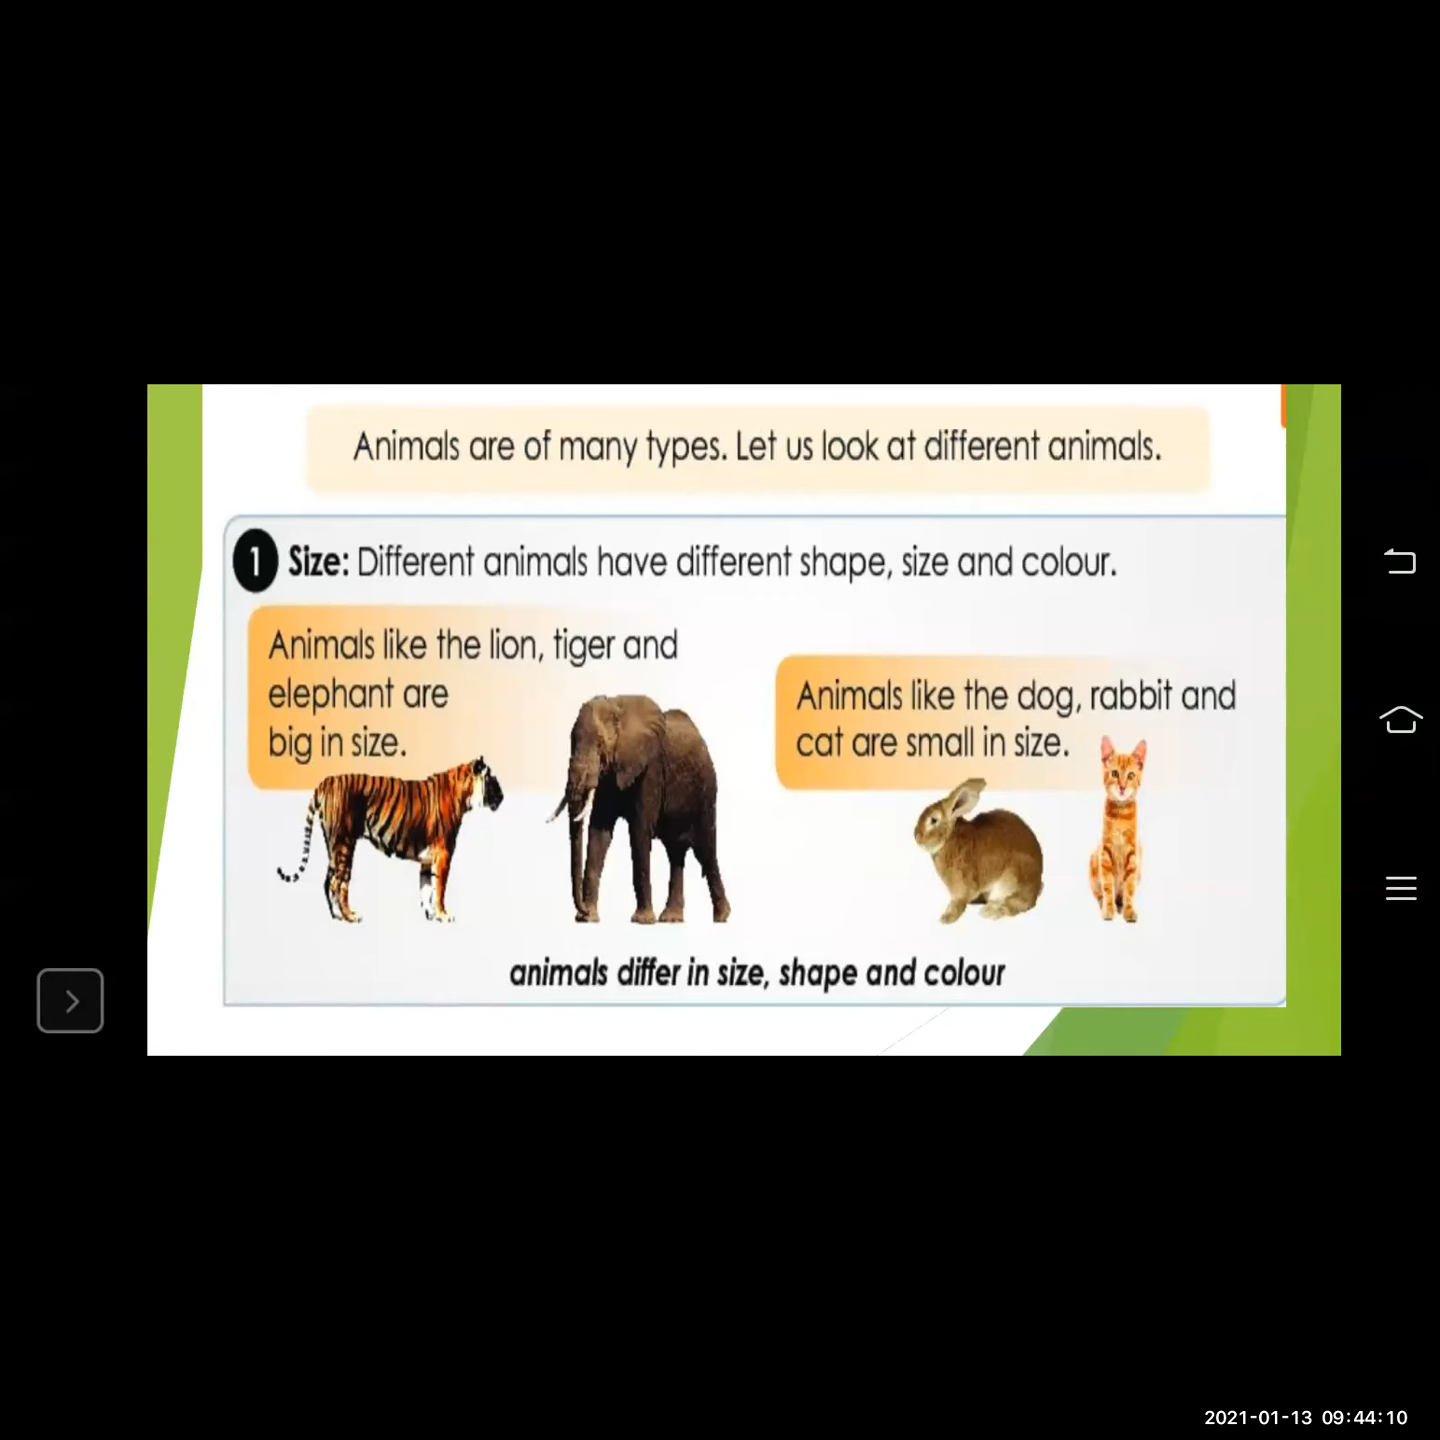 Animals are of many types. Let us look at different animals.
1 Size: Different animals have different shape, size and colour.
Animals like the lion, tiger and
elephant are
big in size.
Animals like the dog, rabbit and
cat are small in size.
animals differ in size, shape and colour
2021-01-13 09:44:10